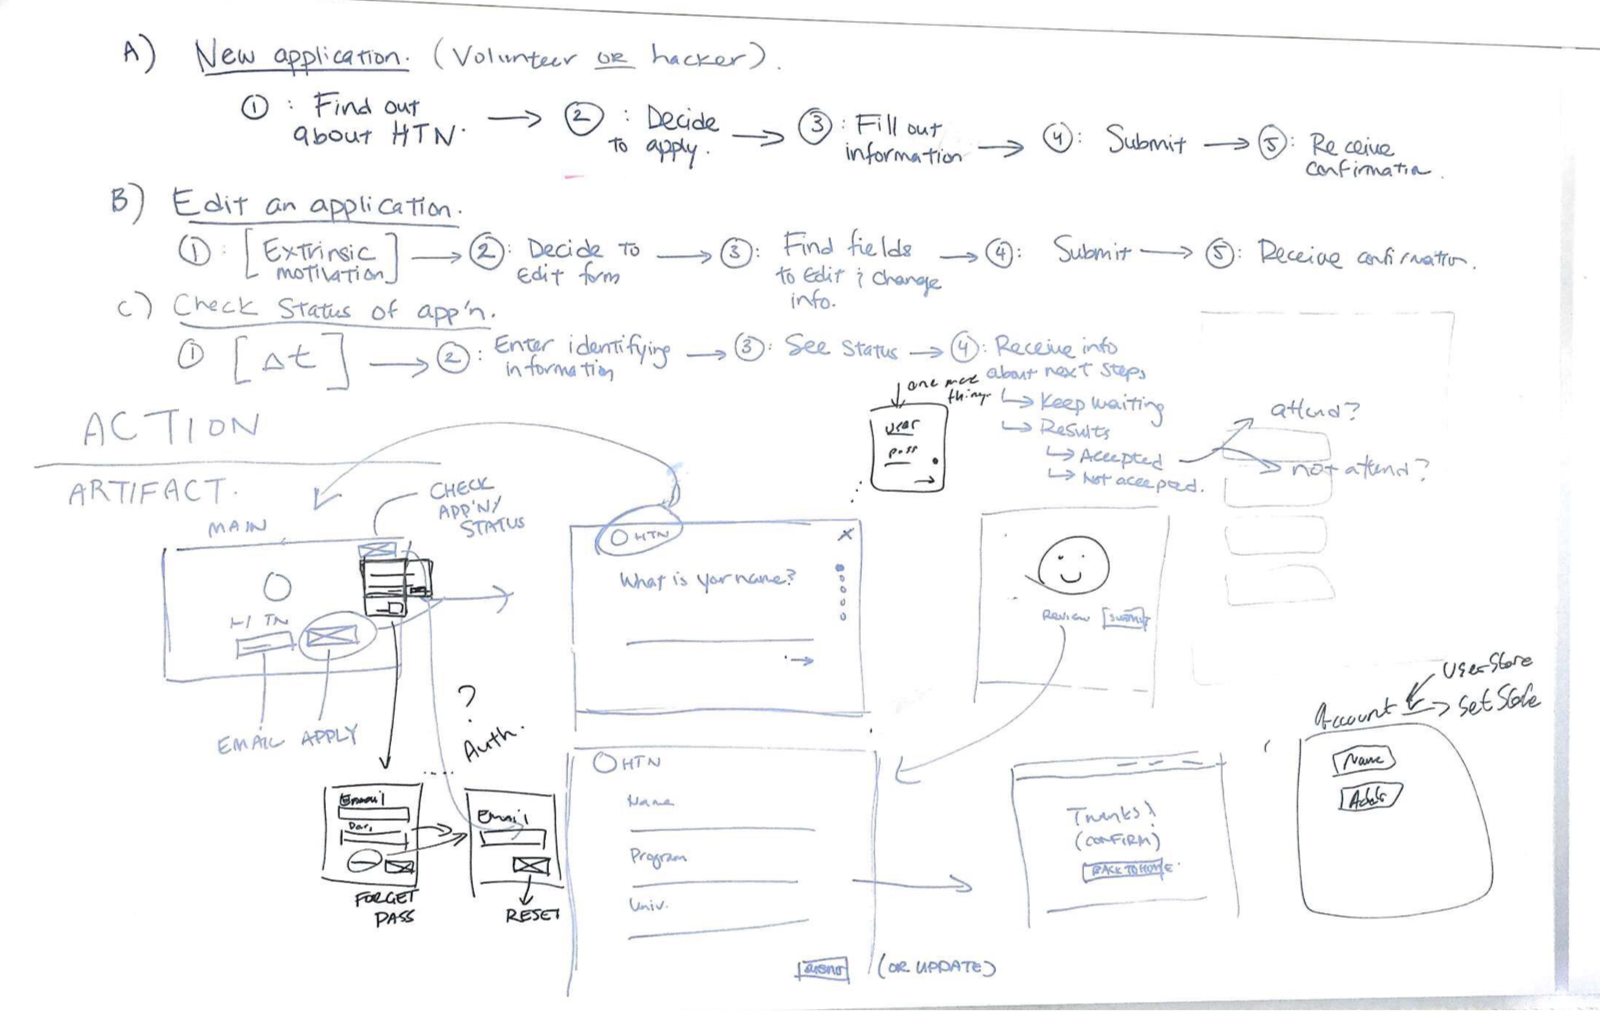 A) New application. (Volunteer OR hacker).
① : Find out about HTN. → ② : Decide to apply. → ③ : Fill out information → ④ : Submit → ⑤ : Receive confirmation.
B) Edit an application.
① : [Extrinsic motivation] → ② : Decide to Edit form → ③ : Find fields to Edit & change info. → ④ : Submit → ⑤ : Receive confirmation.
C) Check Status of app'n.
① [Δt] → ② : Enter identifying information → ③ : See status → ④ : Receive info about next steps
↳ Keep waiting
↳ Results
↳ Accepted
↳ Not accepted.
attend?
not attend?
one more thing.
user
pass
ACTION
ARTIFACT.
MAIN
CHECK APP'N/ STATUS
HTN
EMAIL
APPLY
? Auth.
Email
FORGET PASS
Email
RESET
HTN
X
What is your name?
REVIEW
SUBMIT
HTN
Name
Program
Univ.
(OR UPDATE)
Thanks!
(CONFIRM)
BACK TO HOME
UserStore
Account
Name